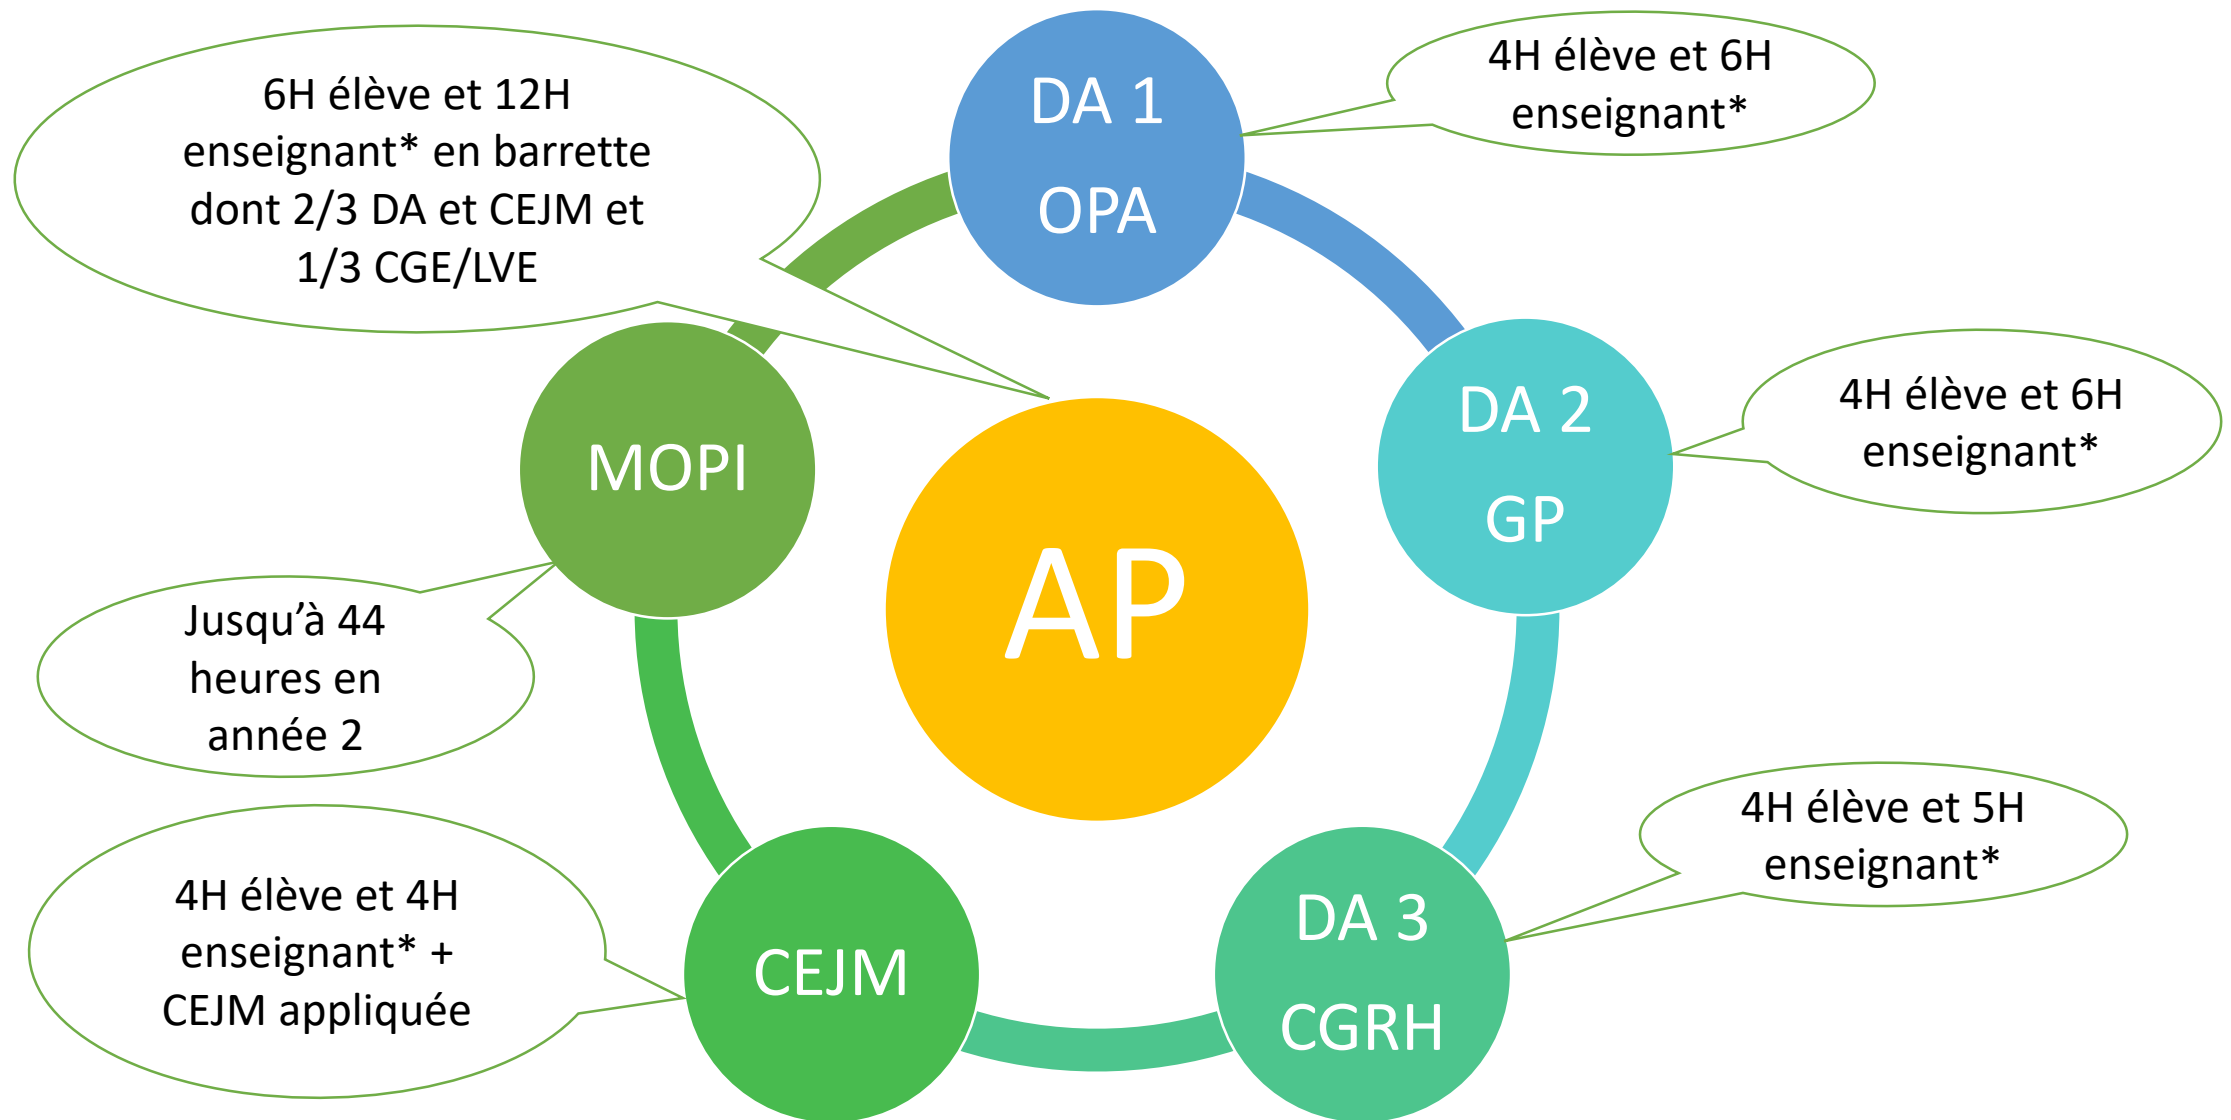 6H élève et 12H
enseignant* en barrette
dont 2/3 DA et CEJM et
1/3 CGE/LVE
DA 1
OPA
4H élève et 6H
enseignant*
DA 2
GP
4H élève et 6H
enseignant*
MOPI
AP
Jusqu’à 44
heures en
année 2
DA 3
CGRH
4H élève et 5H
enseignant*
CEJM
4H élève et 4H
enseignant* +
CEJM appliquée